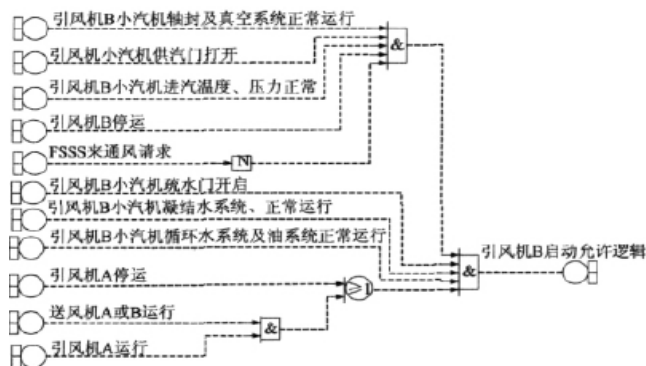 引风机B小汽机轴封及真空系统正常运行
&
引风机小汽机供汽门打开
引风机B小汽机进汽温度、压力正常
引风机B停运
FSSS来通风请求
N
引风机B小汽机疏水门开启
引风机B小汽机凝结水系统、正常运行
引风机B小汽机循环水系统及油系统正常运行
引风机B启动允许逻辑
&
引风机A停运
≥1
送风机A或B运行
&
引风机A运行